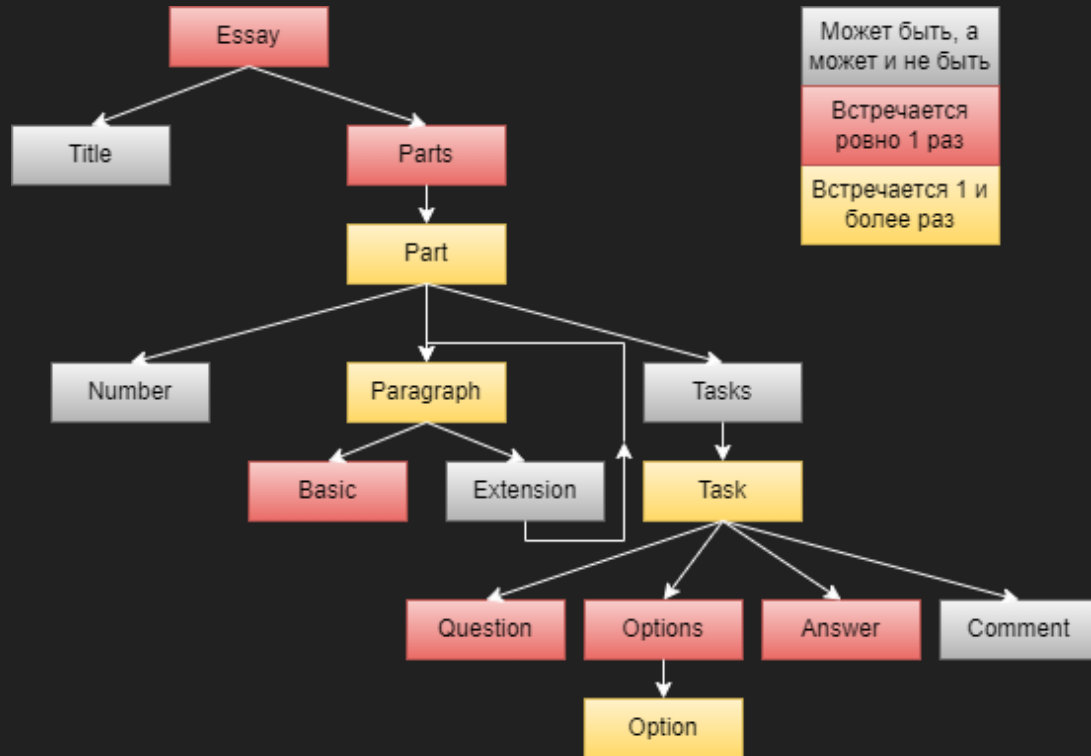 Essay
Может быть, а
может и не быть
Встречается
ровно 1 раз
Title
Parts
Встречается 1 и
более раз
Part
Number
Paragraph
Tasks
Basic
Extension
Task
Question
Options
Answer
Comment
Option